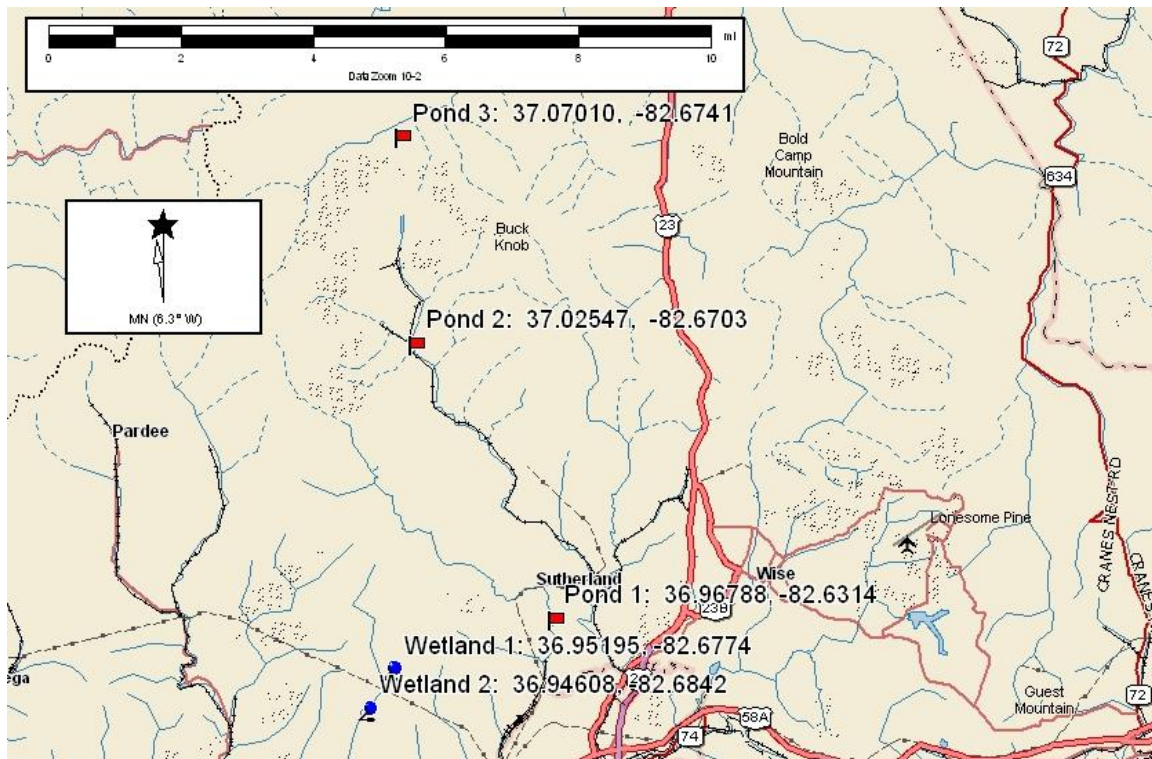 0 2 4 6 8 10
mi
Data Zoom 10-2
72
Pond 3: 37.07010, -82.6741
Bold
Camp
Mountain
634
23
Buck
Knob
MN (6.3° W)
Pond 2: 37.02547, -82.6703
Pardee
CRANES NEST RD
Lonesome Pine
Wise
Sutherland
Pond 1: 36.96788, -82.6314
23B
Wetland 1: 36.95195, -82.6774
Wetland 2: 36.94608, -82.6842
Guest
Mountain
72
58A
74